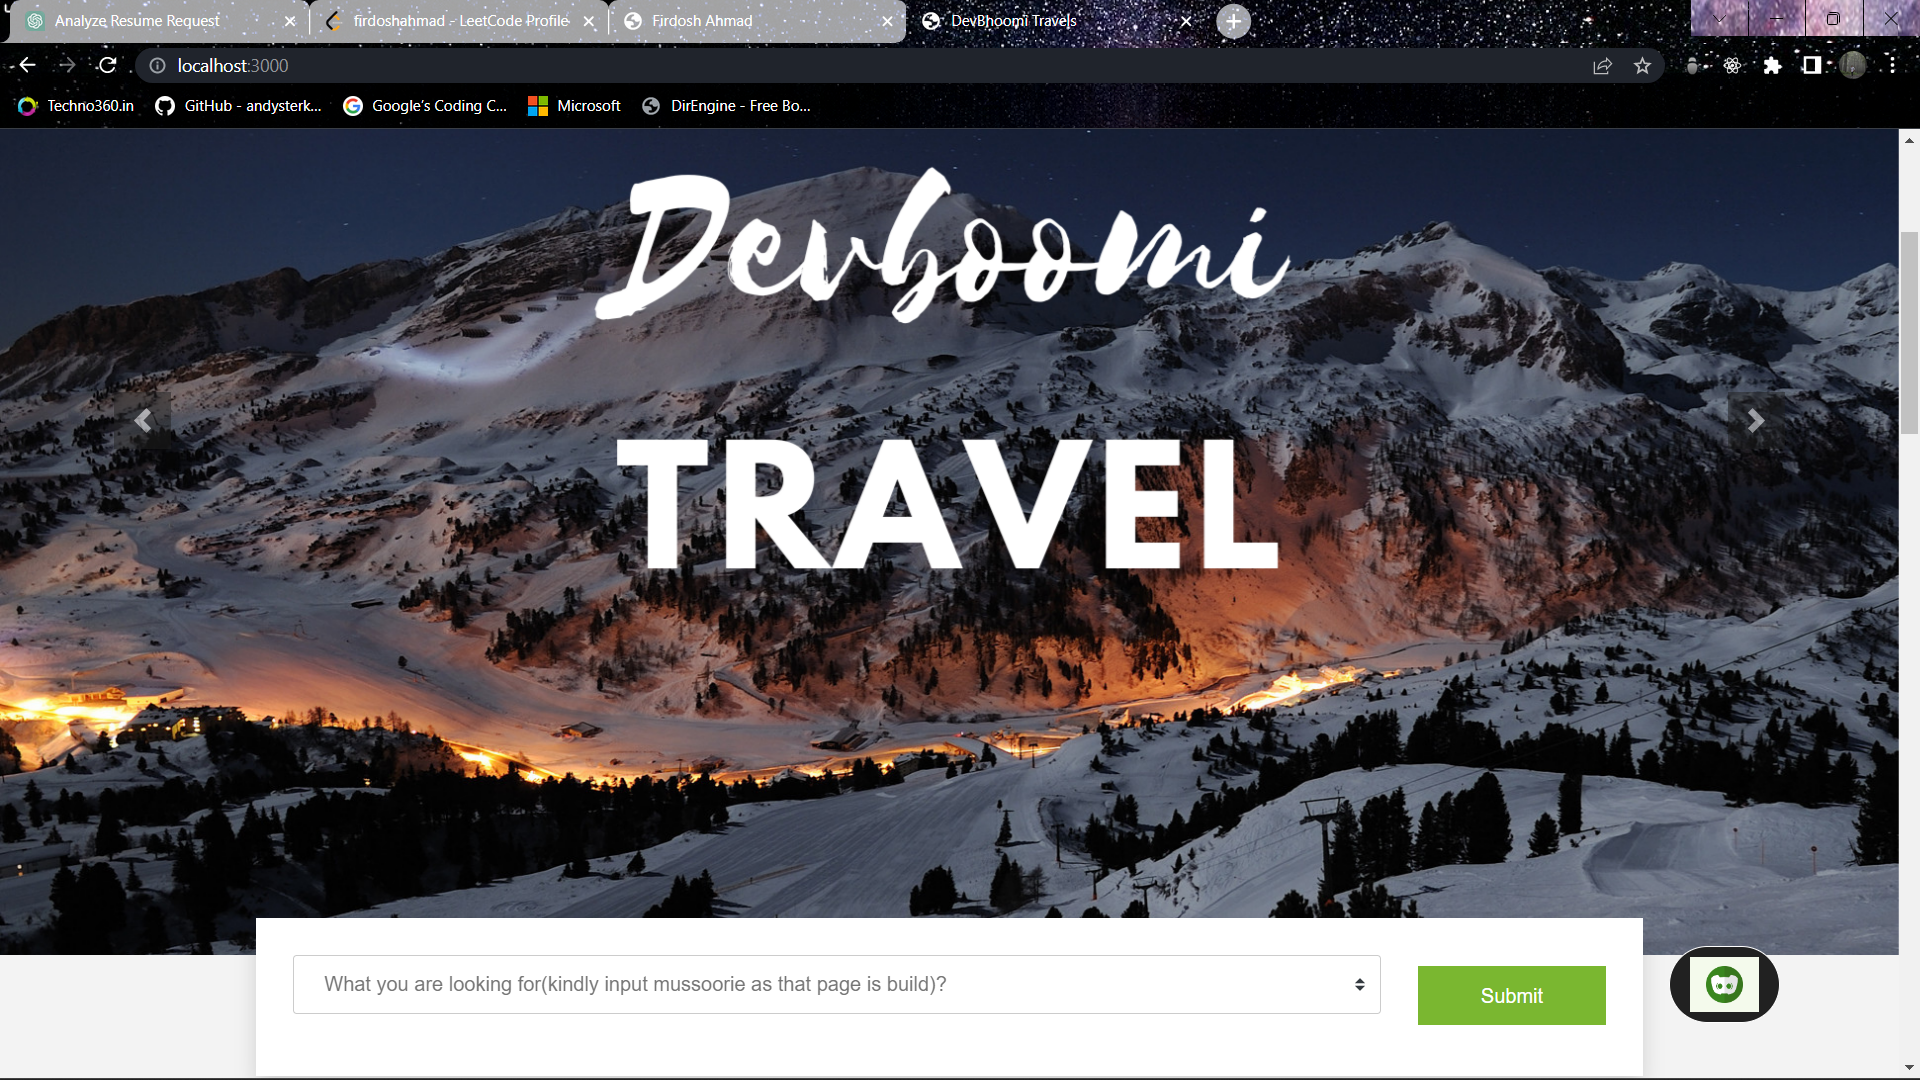 Analyze Resume Request
firdoshahmad - LeetCode Profile
Firdosh Ahmad
DevBhoomi Travels
localhost:3000
Techno360.in
GitHub - andysterk...
Google's Coding C...
Microsoft
DirEngine - Free Bo...
Devboomi
TRAVEL
What you are looking for(kindly input mussoorie as that page is build)?
Submit